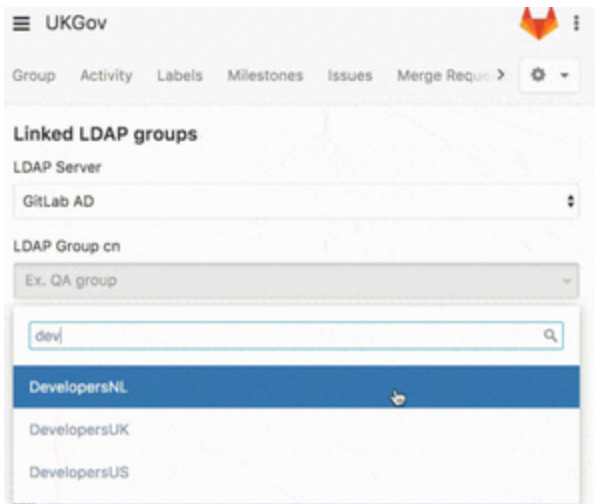 UKGov
Group Activity Labels Milestones Issues Merge
Linked LDAP groups
LDAP Server
GitLab AD
LDAP Group cn
Ex. QA group
dev
DevelopersNL
DevelopersUK
DevelopersUS